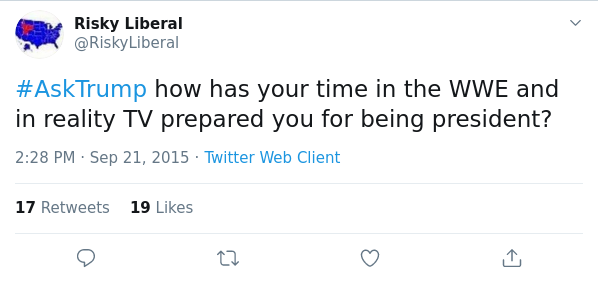 Risky Liberal
@RiskyLiberal
#AskTrump how has your time in the WWE and
in reality TV prepared you for being president?
2:28 PM · Sep 21, 2015 · Twitter Web Client
17 Retweets 19 Likes